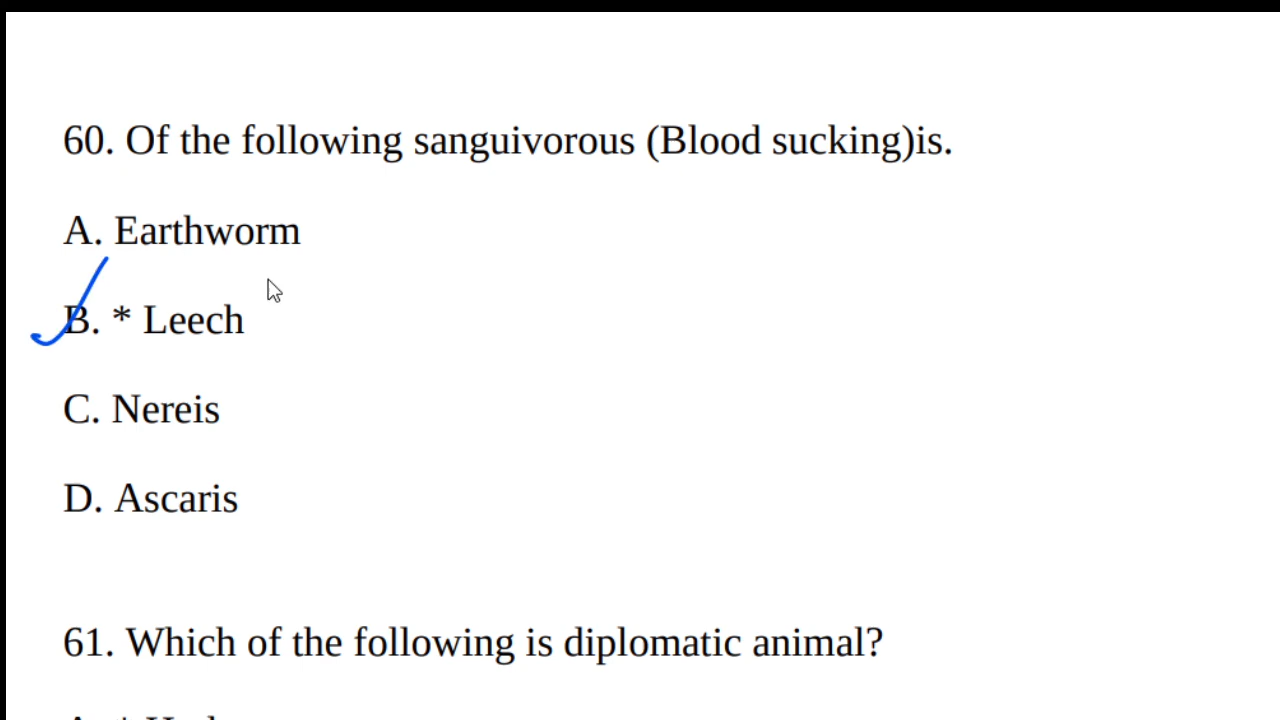 60. Of the following sanguivorous (Blood sucking)is.
A. Earthworm
B. * Leech
C. Nereis
D. Ascaris
61. Which of the following is diplomatic animal?